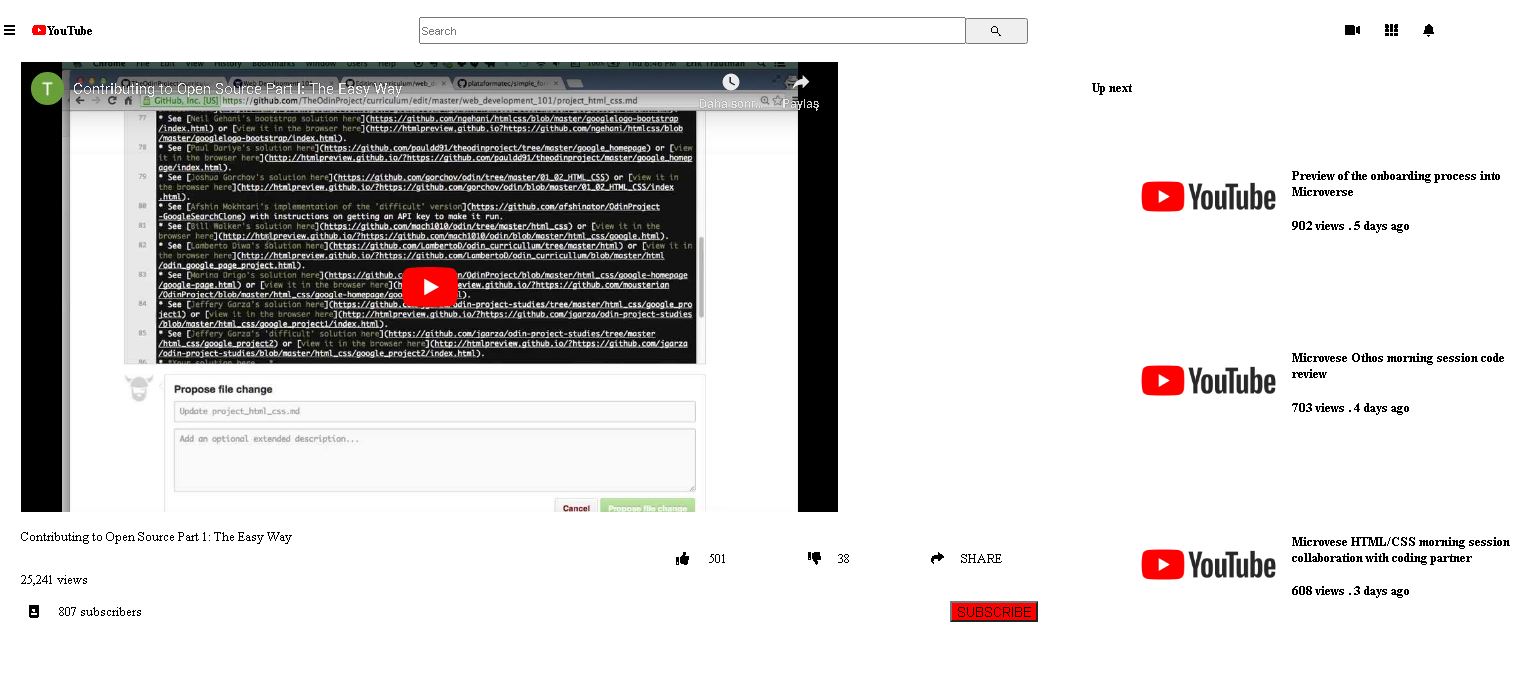 YouTube
Search
Contributing to Open Source Part I: The Easy Way
T
Daha sonr...
Paylaş
GitHub, Inc. [US] https://github.com/TheOdinProject/curriculum/edit/master/web_development_101/project_html_css.md
77 * See [Neil Gehani's bootstrap solution here](https://github.com/ngehani/htmlcss/blob/master/googlelogo-bootstrap
/index.html) or [view it in the browser here](http://htmlpreview.github.io?https://github.com/ngehani/htmlcss/blob
/master/googlelogo-bootstrap/index.html).
78 * See [Paul Dariye's solution here](https://github.com/pauldd91/theodinproject/tree/master/google_homepage) or [view
it in the browser here](http://htmlpreview.github.io/?https://github.com/pauldd91/theodinproject/master/google_homep
age/index.html).
79 * See [Joshua Gorchov's solution here](https://github.com/gorchov/odin/tree/master/01_02_HTML_CSS) or [view it in
the browser here](http://htmlpreview.github.io/?https://github.com/gorchov/odin/blob/master/01_02_HTML_CSS/index
.html).
80 * See [Afshin Mokhtari's implementation of the 'difficult' version](https://github.com/afshinator/OdinProject
-GoogleSearchClone) with instructions on getting an API key to make it run.
81 * See [Bill Walker's solution here](https://github.com/mach1010/odin/tree/master/html_css) or [view it in the
browser here](http://htmlpreview.github.io/?https://github.com/mach1010/odin/blob/master/html_css/index.html).
82 * See [Lamberto Diwa's solution here](https://github.com/LambertoD/odin_curricullum/tree/master/html) or [view it in
the browser here](http://htmlpreview.github.io/?https://github.com/LambertoD/odin_curricullum/blob/master/html
/odin_google_page_project.html).
83 * See [Marina Drigo's solution here](https://github.c n/OdinProject/blob/master/html_css/google-homepage
/google-page.html) or [view in the browser here](http review.github.io/?https://github.com/mousterian
/OdinProject/blob/master/html_css/google-homepage/goo tml).
84 * See [Jeffery Garza's solution here](https://github.com/jgarza/odin-project-studies/tree/master/html_css/google_pro
ject1) or [view it in the browser here](http://htmlpreview.github.io/?https://github.com/jgarza/odin-project-studies
/blob/master/html_css/google_project1/index.html).
85 * See [Jeffery Garza's 'difficult' solution here](https://github.com/jgarza/odin-project-studies/tree/master
/html_css/google_project2) or [view it in the browser here](http://htmlpreview.github.io/?https://github.com/jgarza
/odin-project-studies/blob/master/html_css/google_project2/index.html).
86
Propose file change
Update project_html_css.md
Add an optional extended description...
Cancel
Propose file change
Contributing to Open Source Part 1: The Easy Way
501
38
SHARE
25,241 views
807 subscribers
SUBSCRIBE
Up next
YouTube
Preview of the onboarding process into
Microverse
902 views . 5 days ago
YouTube
Microvese Othos morning session code
review
703 views . 4 days ago
YouTube
Microvese HTML/CSS morning session
collaboration with coding partner
608 views . 3 days ago